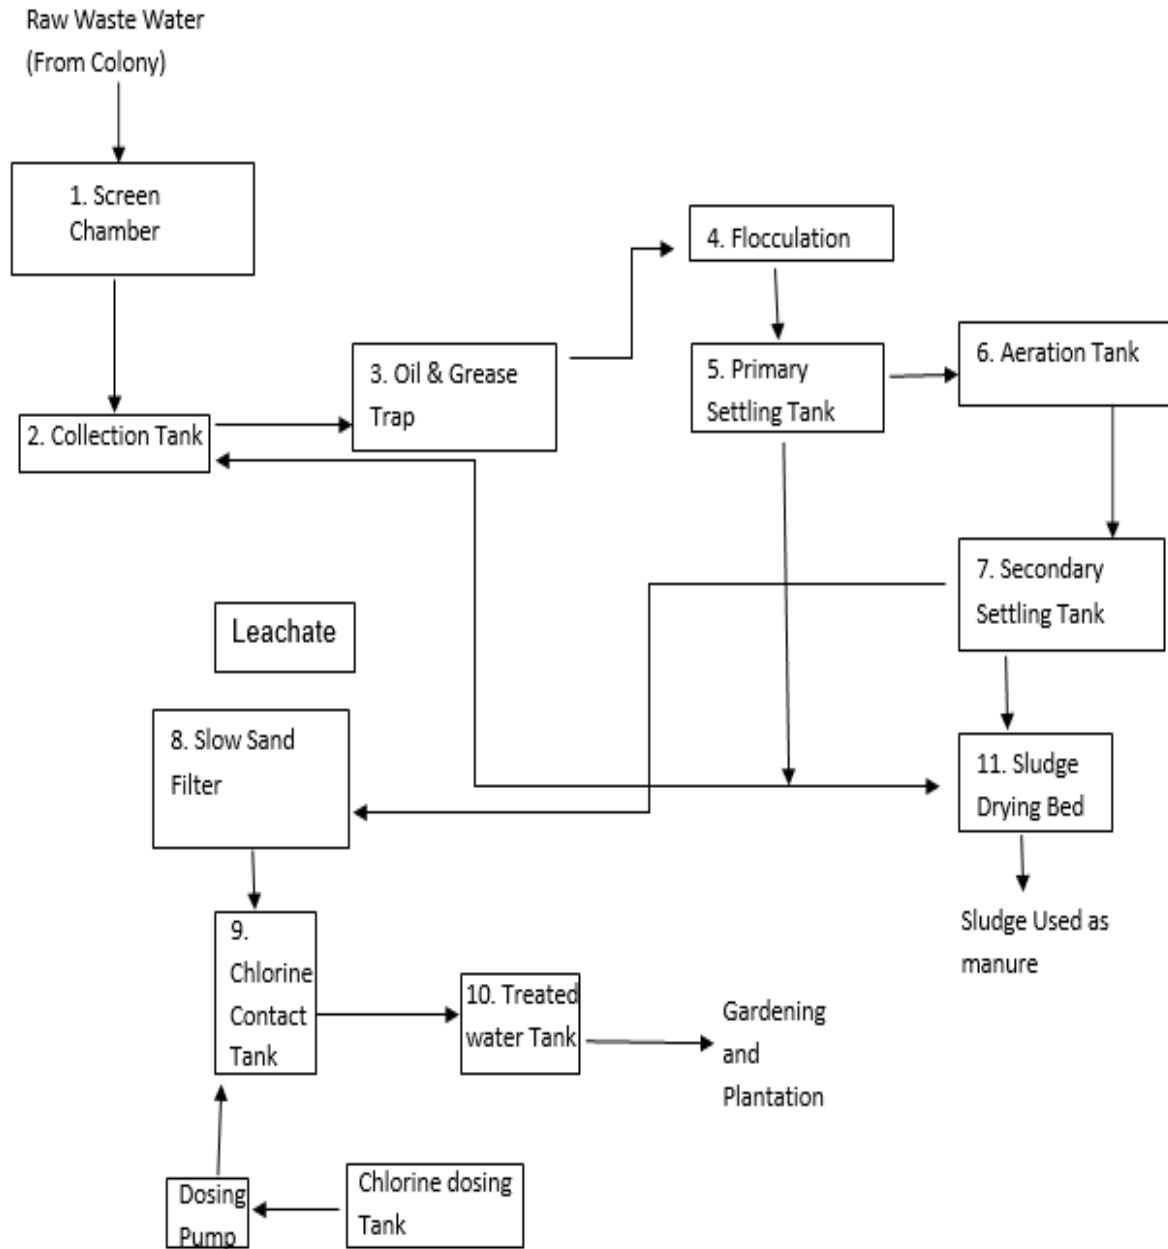 Raw Waste Water
(From Colony)
1. Screen
Chamber
2. Collection Tank
3. Oil & Grease
Trap
4. Flocculation
5. Primary
Settling Tank
6. Aeration Tank
7. Secondary
Settling Tank
Leachate
8. Slow Sand
Filter
11. Sludge
Drying Bed
Sludge Used as
manure
9.
Chlorine
Contact
Tank
10. Treated
water Tank
Gardening
and
Plantation
Dosing
Pump
Chlorine dosing
Tank